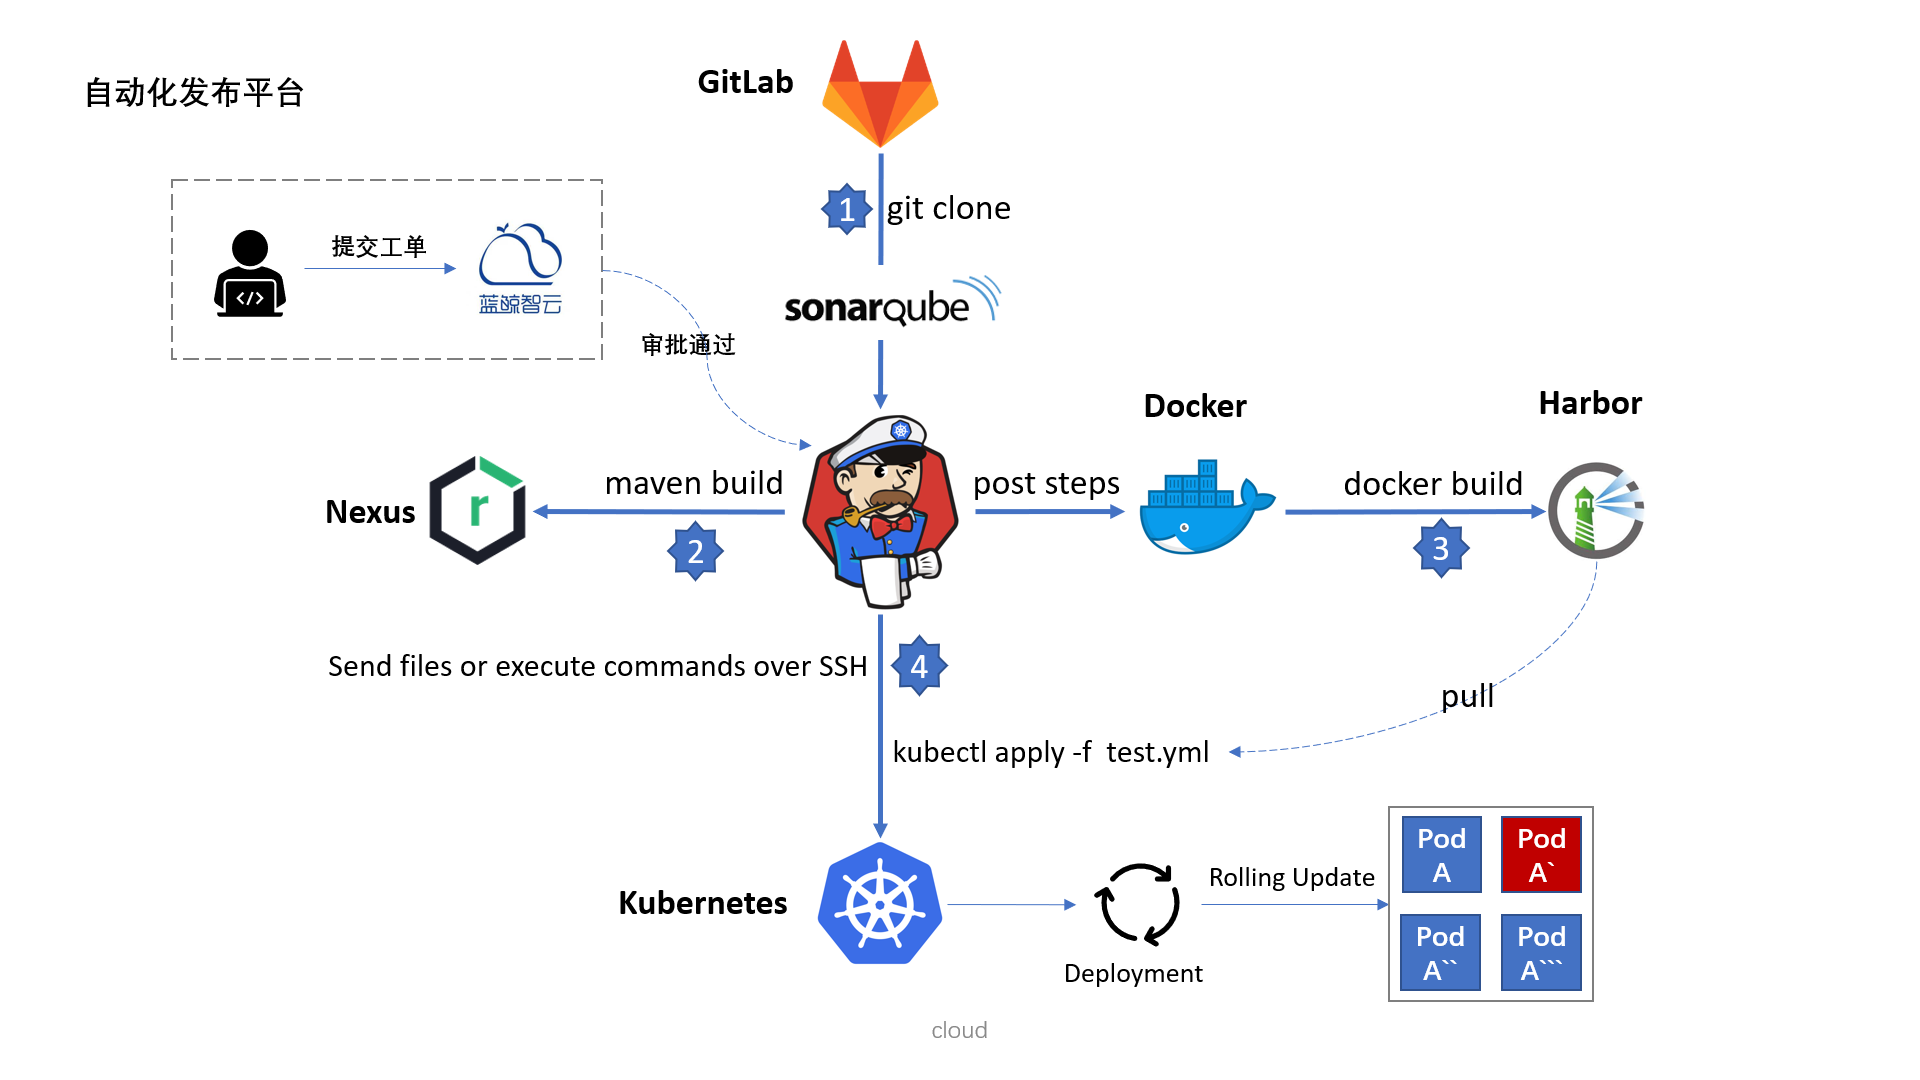 自动化发布平台
GitLab
1
git clone
提交工单
</>
蓝鲸智云
sonarqube
审批通过
Docker
Harbor
Nexus
r
maven build
2
post steps
docker build
3
Send files or execute commands over SSH
4
pull
kubectl apply -f  test.yml
Kubernetes
Deployment
Rolling Update
Pod
A
Pod
A`
Pod
A``
Pod
A```
cloud